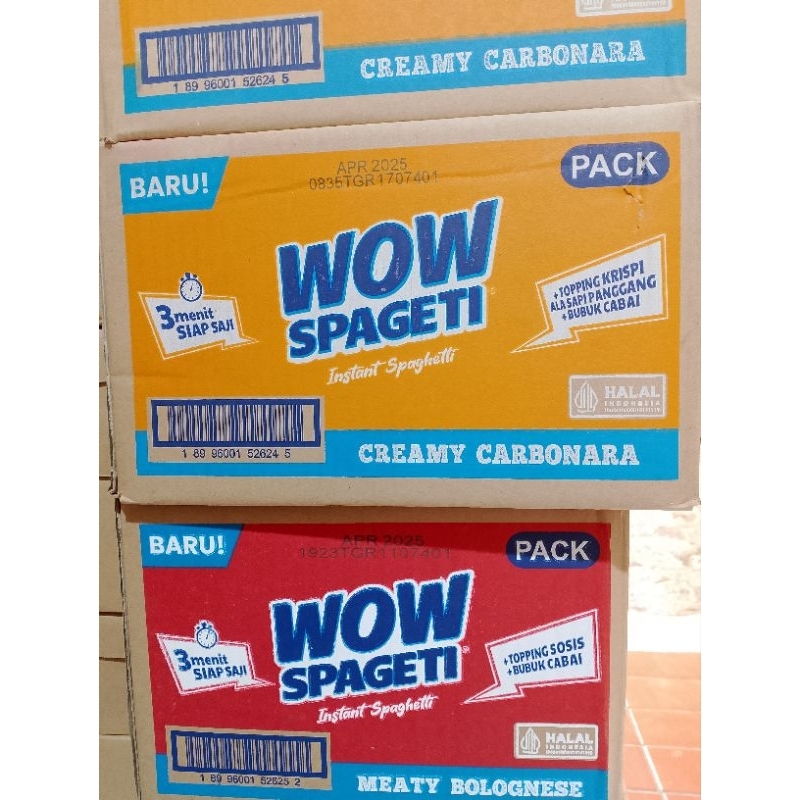 1 89 96001 52624 5
CREAMY CARBONARA
BARU!
APR 2025
0835TGR1707401
PACK
WOW
SPAGETI
Instant Spaghetti
3 menit
SIAP SAJI
+TOPPING KRISPI
ALA SAPI PANGGANG
+BUBUK CABAI
HALAL
INDONESIA
1 89 96001 52624 5
CREAMY CARBONARA
BARU!
APR 2025
1923TGR1107401
PACK
WOW
SPAGETI
Instant Spaghetti
3 menit
SIAP SAJI
+TOPPING SOSIS
+BUBUK CABAI
HALAL
INDONESIA
1 89 96001 52625 2
MEATY BOLOGNESE